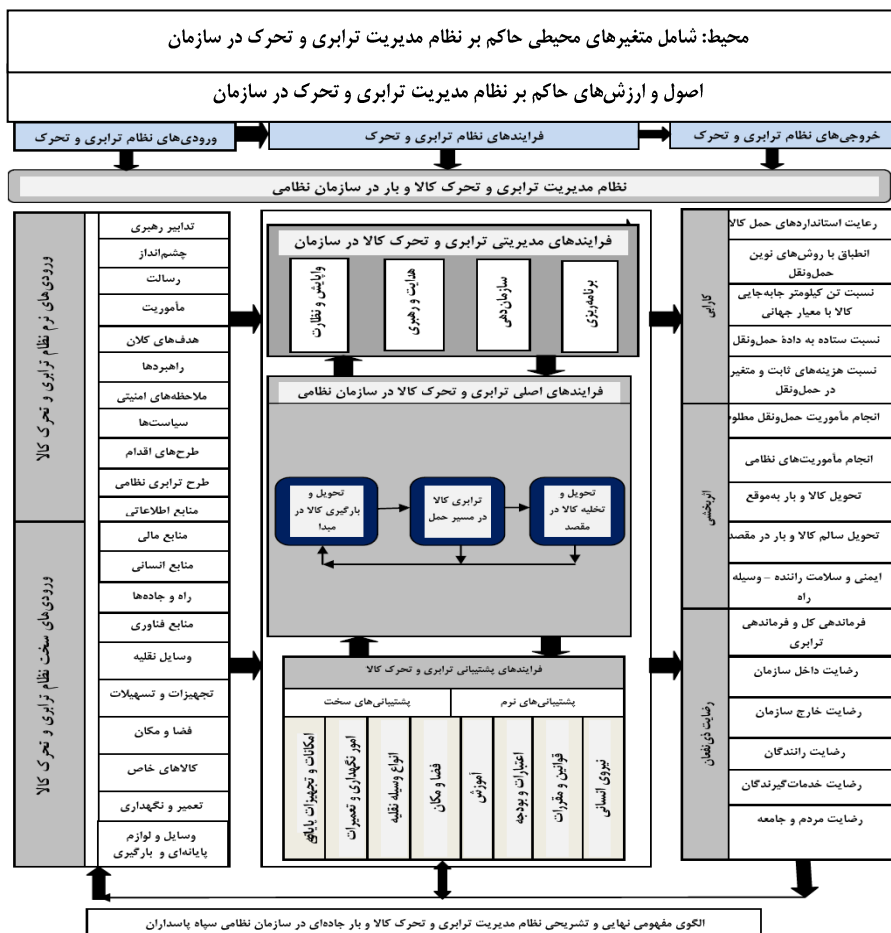 محیط: شامل متغیرهای محیطی حاکم بر نظام مدیریت ترابری و تحرک در سازمان
اصول و ارزش‌های حاکم بر نظام مدیریت ترابری و تحرک در سازمان
ورودی‌های نظام ترابری و تحرک
فرایندهای نظام ترابری و تحرک
خروجی‌های نظام ترابری و تحرک
نظام مدیریت ترابری و تحرک کالا و بار در سازمان نظامی
ورودی‌های نرم نظام ترابری و تحرک کالا
تدابیر رهبری
چشم‌انداز
رسالت
مأموریت
هدف‌های کلان
راهبردها
ملاحظه‌های امنیتی
سیاست‌ها
طرح‌های اقدام
طرح ترابری نظامی
منابع اطلاعاتی
ورودی‌های سخت نظام ترابری و تحرک کالا
منابع مالی
منابع انسانی
راه و جاده‌ها
منابع فناوری
وسایل نقلیه
تجهیزات و تسهیلات
فضا و مکان
کالاهای خاص
تعمیر و نگهداری
وسایل و لوازم
پایانه‌ای و بارگیری
فرایندهای مدیریتی ترابری و تحرک کالا در سازمان
برنامه‌ریزی
سازمان‌دهی
هدایت و رهبری
واپایش و نظارت
فرایندهای اصلی ترابری و تحرک کالا در سازمان نظامی
تحویل و
بارگیری کالا در
مبدا
ترابری کالا
در مسیر حمل
تحویل و
تخلیه کالا در
مقصد
فرایندهای پشتیبانی ترابری و تحرک کالا
پشتیبانی‌های نرم
پشتیبانی‌های سخت
نیروی انسانی
قوانین و مقررات
اعتبارات و بودجه
آموزش
فضا و مکان
انواع وسیله نقلیه
امور نگهداری و تعمیرات
امکانات و تجهیزات پایانه‌ای
کارایی
رعایت استانداردهای حمل کالا
انطباق با روش‌های نوین
حمل‌ونقل
نسبت تن کیلومتر جابه‌جایی
کالا با معیار جهانی
نسبت ستاده به دادهٔ حمل‌ونقل
نسبت هزینه‌های ثابت و متغیر
در حمل‌ونقل
اثربخشی
انجام مأموریت حمل‌ونقل مطلو
انجام مأموریت‌های نظامی
تحویل کالا و بار به‌موقع
تحویل سالم کالا و بار در مقصد
ایمنی و سلامت راننده – وسیله
راه
رضایت ذی‌نفعان
فرماندهی کل و فرماندهی
ترابری
رضایت داخل سازمان
رضایت خارج سازمان
رضایت رانندگان
رضایت خدمات‌گیرندگان
رضایت مردم و جامعه
الگوی مفهومی نهایی و تشریحی نظام مدیریت ترابری و تحرک کالا و بار جاده‌ای در سازمان نظامی سپاه پاسداران